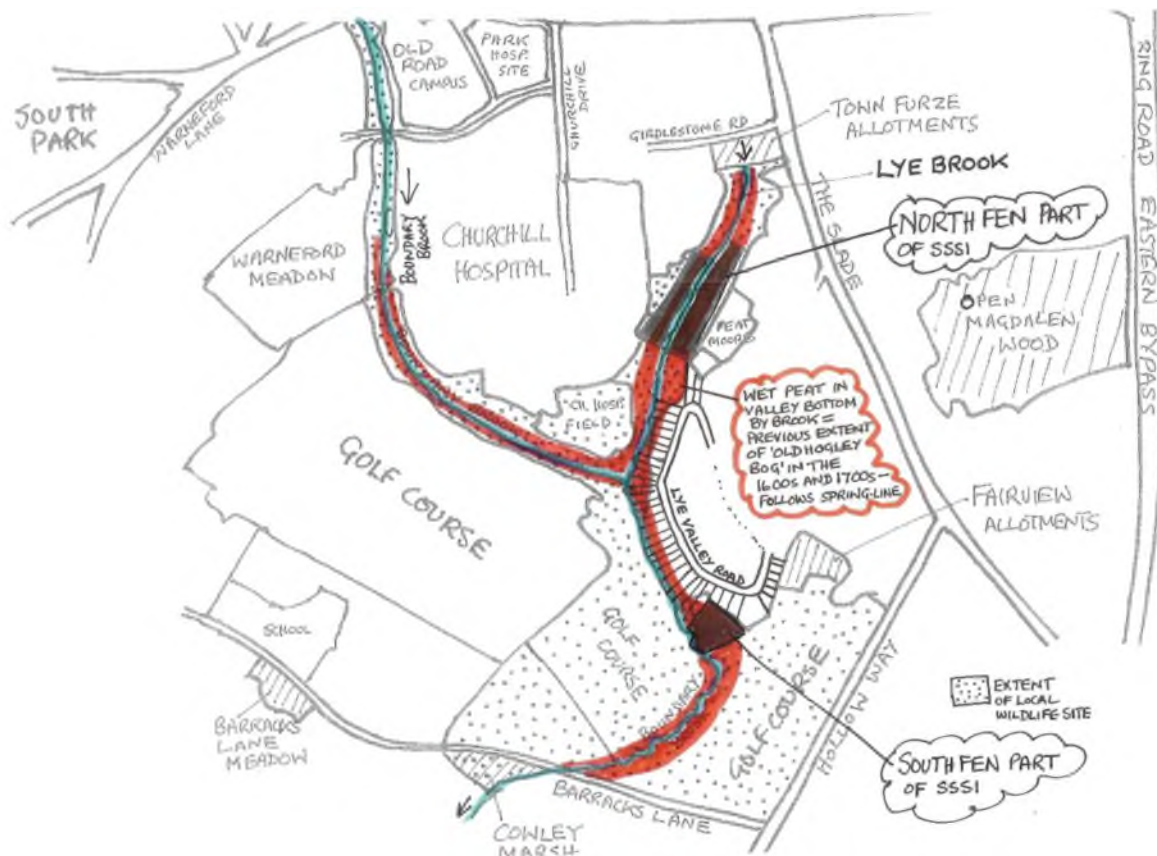 SOUTH
PARK
WARNEFORD
LANE
OLD
ROAD
CAMPUS
PARK
HOSP.
SITE
CHURCHILL
DRIVE
GIRDLESTONE RD
TOWN FURZE
ALLOTMENTS
LYE BROOK
THE SLADE
NORTH FEN PART
OF SSSI
RING ROAD EASTERN BYPASS
WARNEFORD
MEADOW
BOUNDARY
BROOK
CHURCHILL
HOSPITAL
PEAT
MOORS
OPEN
MAGDALEN
WOOD
CH. HOSP.
FIELD
WET PEAT IN
VALLEY BOTTOM
BY BROOK =
PREVIOUS EXTENT
OF 'OLD HOGLEY
BOG' IN THE
1600S AND 1700S—
FOLLOWS SPRING-LINE
GOLF COURSE
LYE VALLEY ROAD
FAIRVIEW
ALLOTMENTS
SCHOOL
GOLF
COURSE
BOUNDARY
GOLF COURSE
HOLLOW WAY
EXTENT
OF LOCAL
WILDLIFE SITE
BARRACKS
LANE
MEADOW
SOUTH FEN PART
OF SSSI
BARRACKS LANE
COWLEY
MARSH